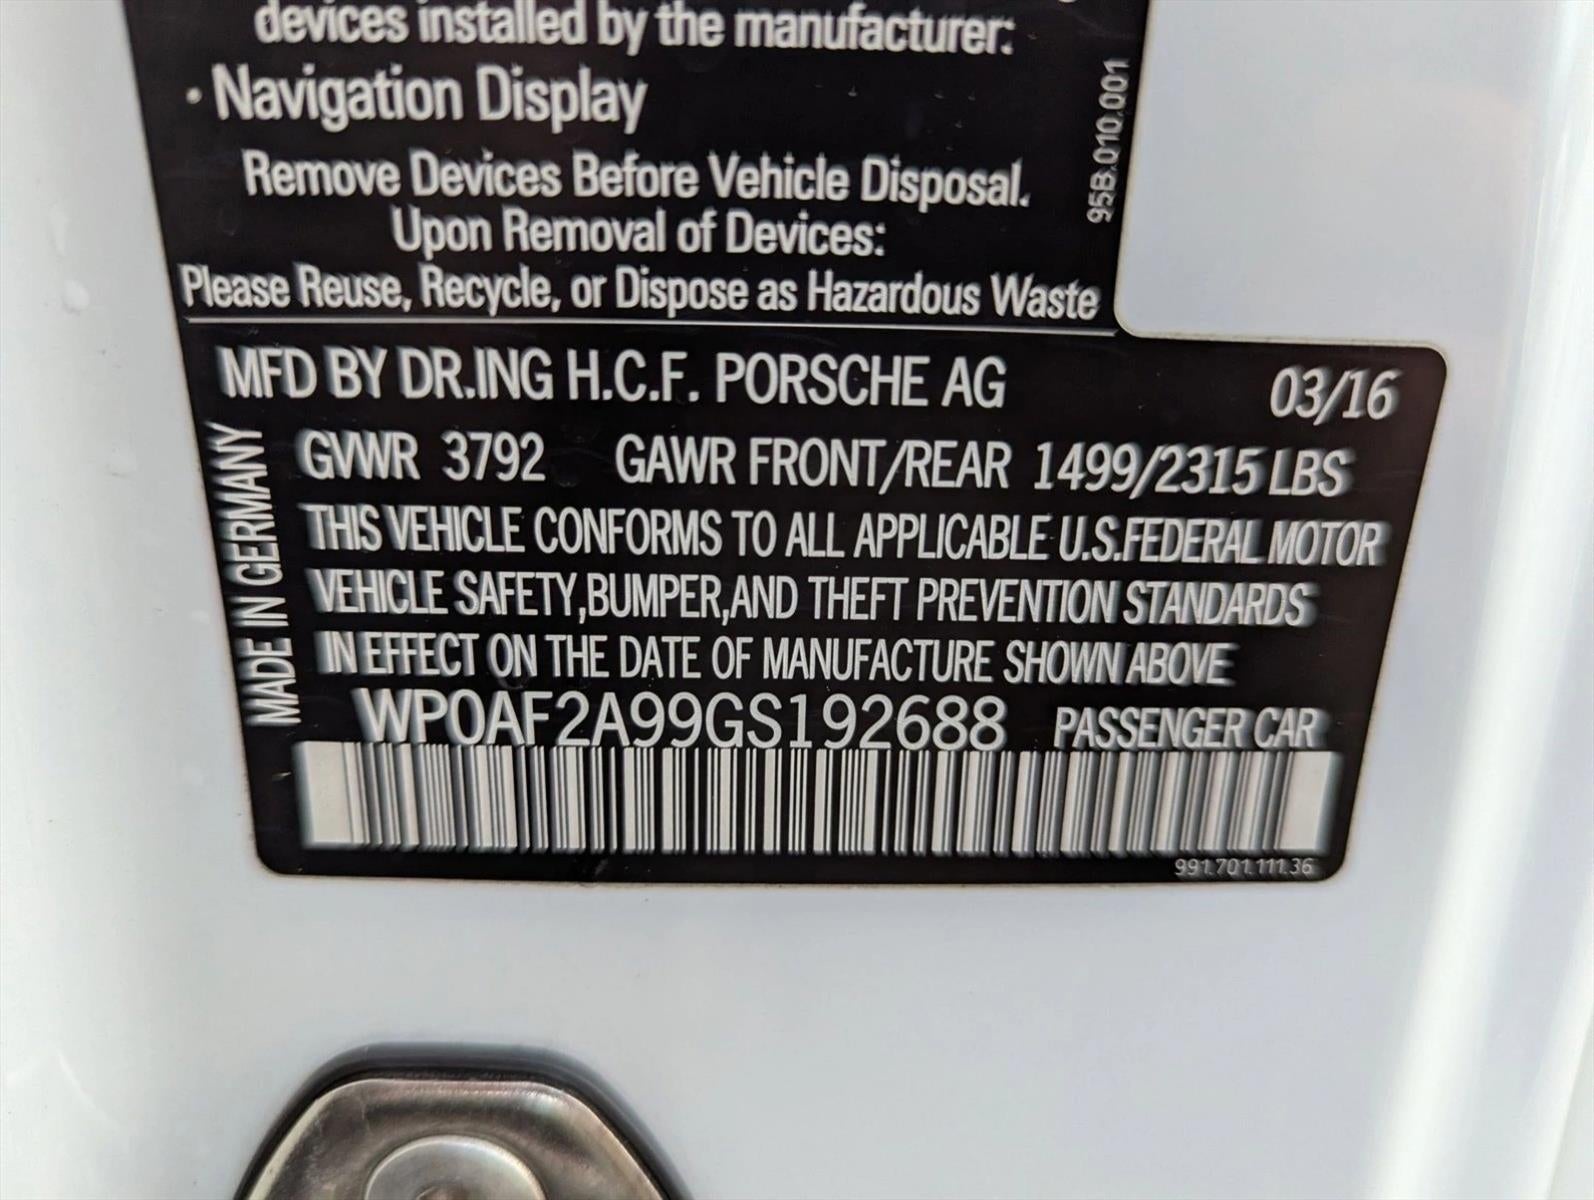 devices installed by the manufacturer:
• Navigation Display
Remove Devices Before Vehicle Disposal.
Upon Removal of Devices:
Please Reuse, Recycle, or Dispose as Hazardous Waste
95B.010.001
MFD BY DR.ING H.C.F. PORSCHE AG 03/16
GVWR 3792 GAWR FRONT/REAR 1499/2315 LBS
THIS VEHICLE CONFORMS TO ALL APPLICABLE U.S.FEDERAL MOTOR
VEHICLE SAFETY,BUMPER,AND THEFT PREVENTION STANDARDS
IN EFFECT ON THE DATE OF MANUFACTURE SHOWN ABOVE
MADE IN GERMANY
WP0AF2A99GS192688 PASSENGER CAR
991.701.111.36